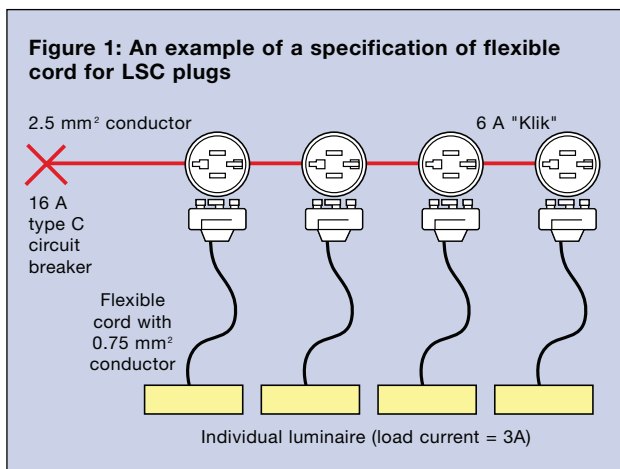 Figure 1: An example of a specification of flexible
cord for LSC plugs
2.5 mm² conductor
6 A "Klik"
16 A
type C
circuit
breaker
Flexible
cord with
0.75 mm²
conductor
Individual luminaire (load current = 3A)